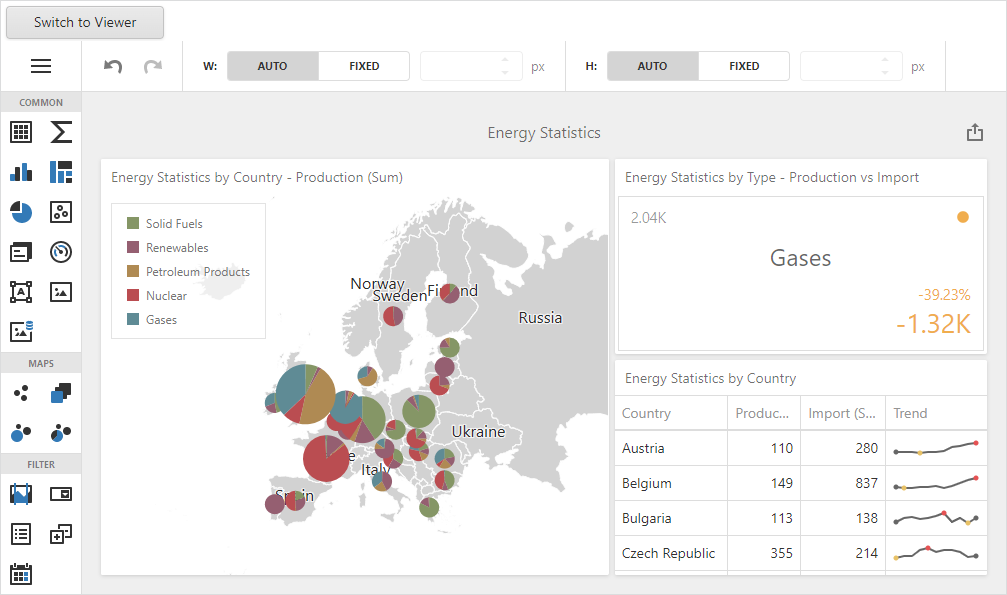 Switch to Viewer
W: AUTO FIXED px H: AUTO FIXED px
COMMON
MAPS
FILTER
Energy Statistics
Energy Statistics by Country - Production (Sum)
Solid Fuels
Renewables
Petroleum Products
Nuclear
Gases
Norway
Sweden
Finland
Russia
Ukraine
Italy
Spain
Energy Statistics by Type - Production vs Import
2.04K
Gases
-39.23%
-1.32K
Energy Statistics by Country
Country Produc... Import (S... Trend
Austria 110 280
Belgium 149 837
Bulgaria 113 138
Czech Republic 355 214